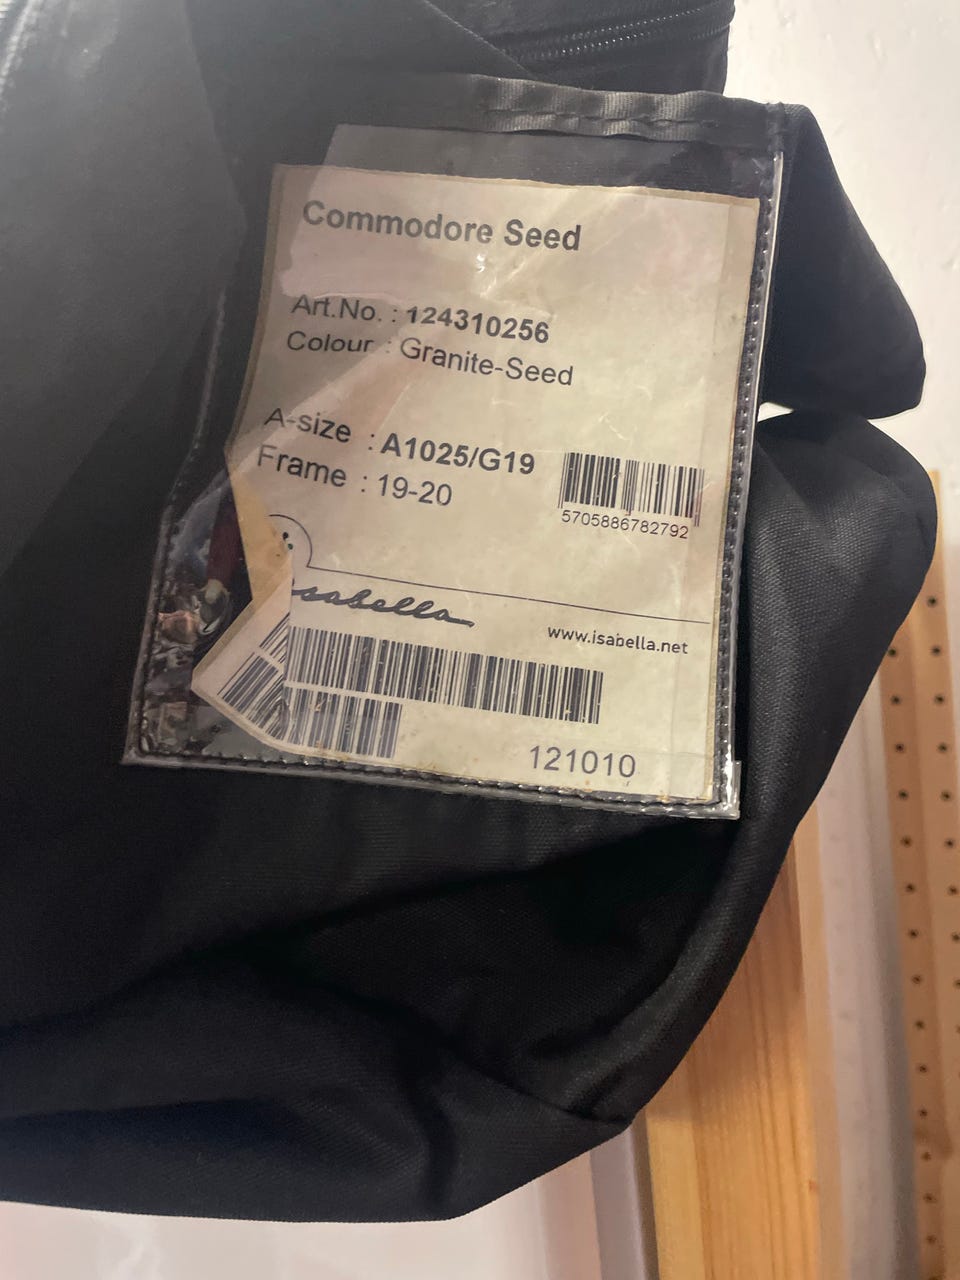 Commodore Seed
Art.No. : 124310256
Colour : Granite-Seed
A-size : A1025/G19
Frame : 19-20
5705886782792
isabella
www.isabella.net
121010